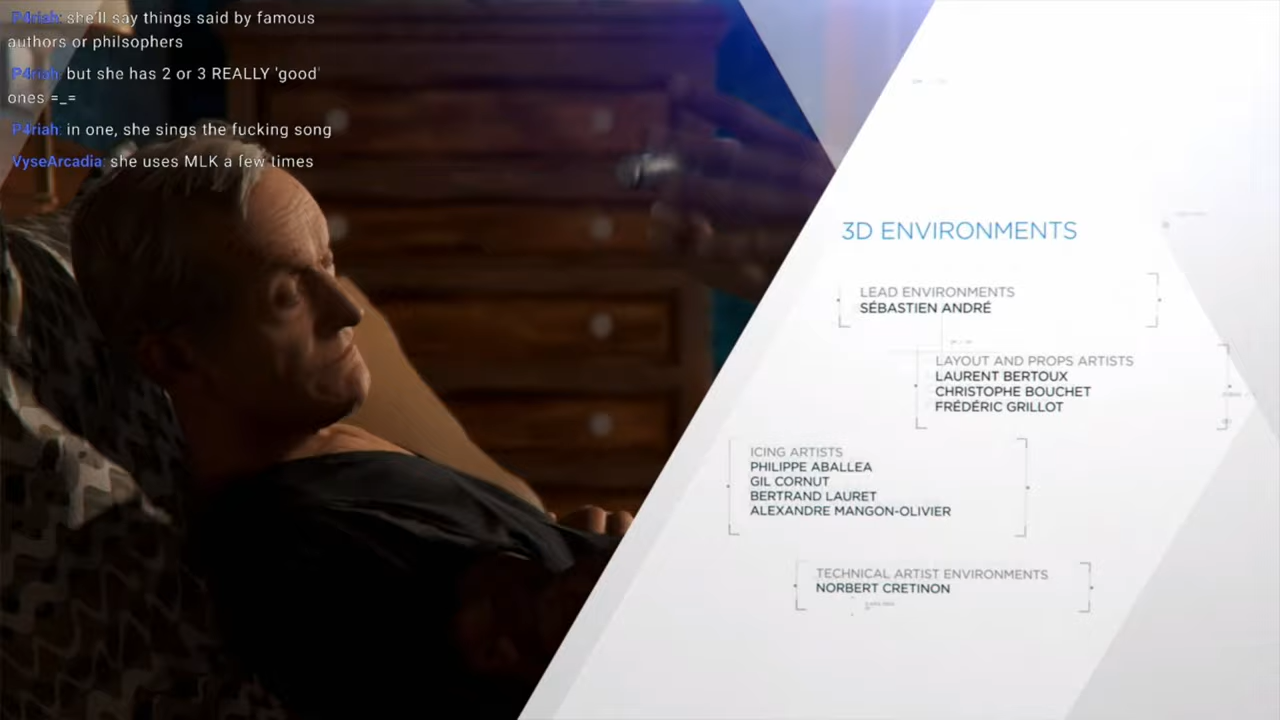 P4riah: she'll say things said by famous
authors or philsophers
P4riah: but she has 2 or 3 REALLY 'good'
ones =_=
P4riah: in one, she sings the fucking song
VyseArcadia: she uses MLK a few times
3D ENVIRONMENTS
LEAD ENVIRONMENTS
SÉBASTIEN ANDRÉ
LAYOUT AND PROPS ARTISTS
LAURENT BERTOUX
CHRISTOPHE BOUCHET
FRÉDÉRIC GRILLOT
ICING ARTISTS
PHILIPPE ABALLEA
GIL CORNUT
BERTRAND LAURET
ALEXANDRE MANGON-OLIVIER
TECHNICAL ARTIST ENVIRONMENTS
NORBERT CRETINON